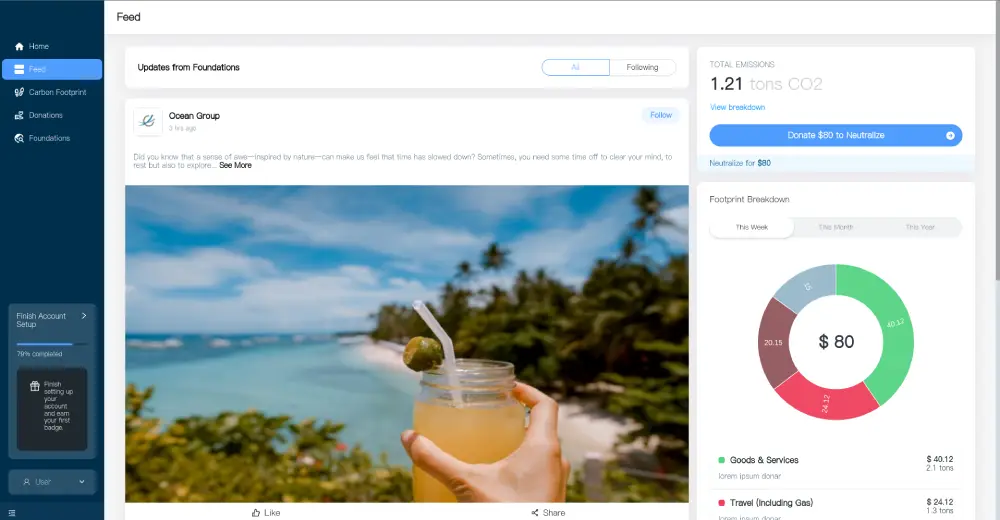 Feed
Home
Feed
Carbon Footprint
Donations
Foundations
Finish Account
Setup
79% completed
Finish
setting up
your
account
and earn
your first
badge.
User
Updates from Foundations
All
Following
Ocean Group
3 hrs ago
Follow
Did you know that a sense of awe—inspired by nature—can make us feel that time has slowed down? Sometimes, you need some time off to clear your mind, to
rest but also to explore... See More
Like
Share
TOTAL EMISSIONS
1.21 tons CO2
View breakdown
Donate $80 to Neutralize
Neutralize for $80
Footprint Breakdown
This Week
This Month
This Year
40.12
24.12
20.15
12
$ 80
Goods & Services
$ 40.12
lorem ipsum donar
2.1 tons
Travel (Including Gas)
$ 24.12
lorem ipsum donar
1.3 tons